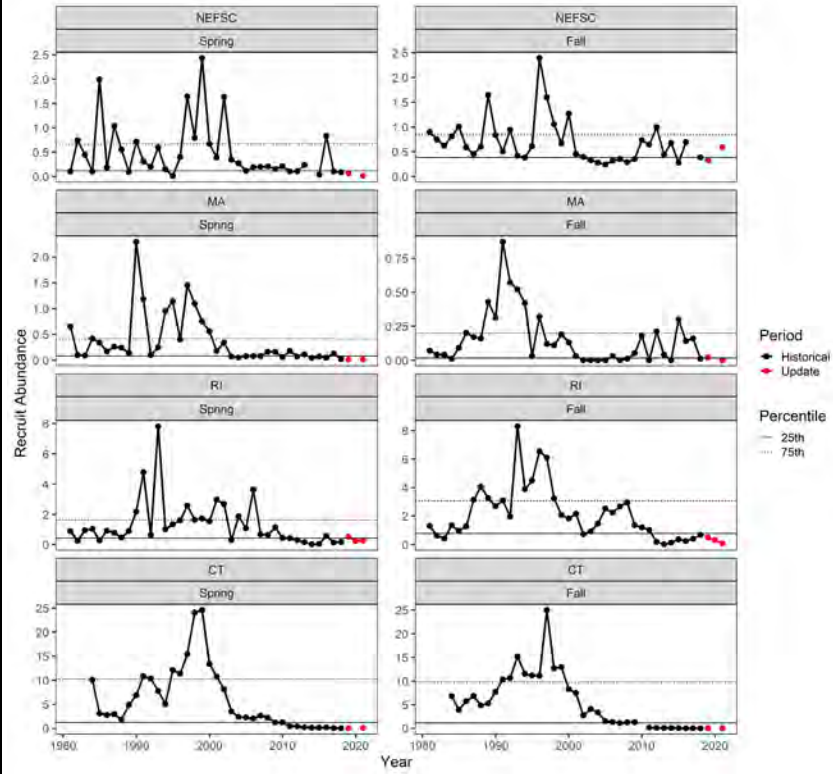 NEFSC
NEFSC
Spring
Fall
2.5
2.0
1.5
1.0
0.5
0.0
2.5
2.0
1.5
1.0
0.5
0.0
MA
MA
Spring
Fall
2.0
1.5
1.0
0.5
0.0
0.75
0.50
0.25
0.00
RI
RI
Spring
Fall
8
6
4
2
0
8
6
4
2
0
CT
CT
Spring
Fall
25
20
15
10
5
0
25
20
15
10
5
0
1980
1990
2000
2010
2020
1980
1990
2000
2010
2020
Year
Recruit Abundance
Period
Historical
Update
Percentile
25th
75th